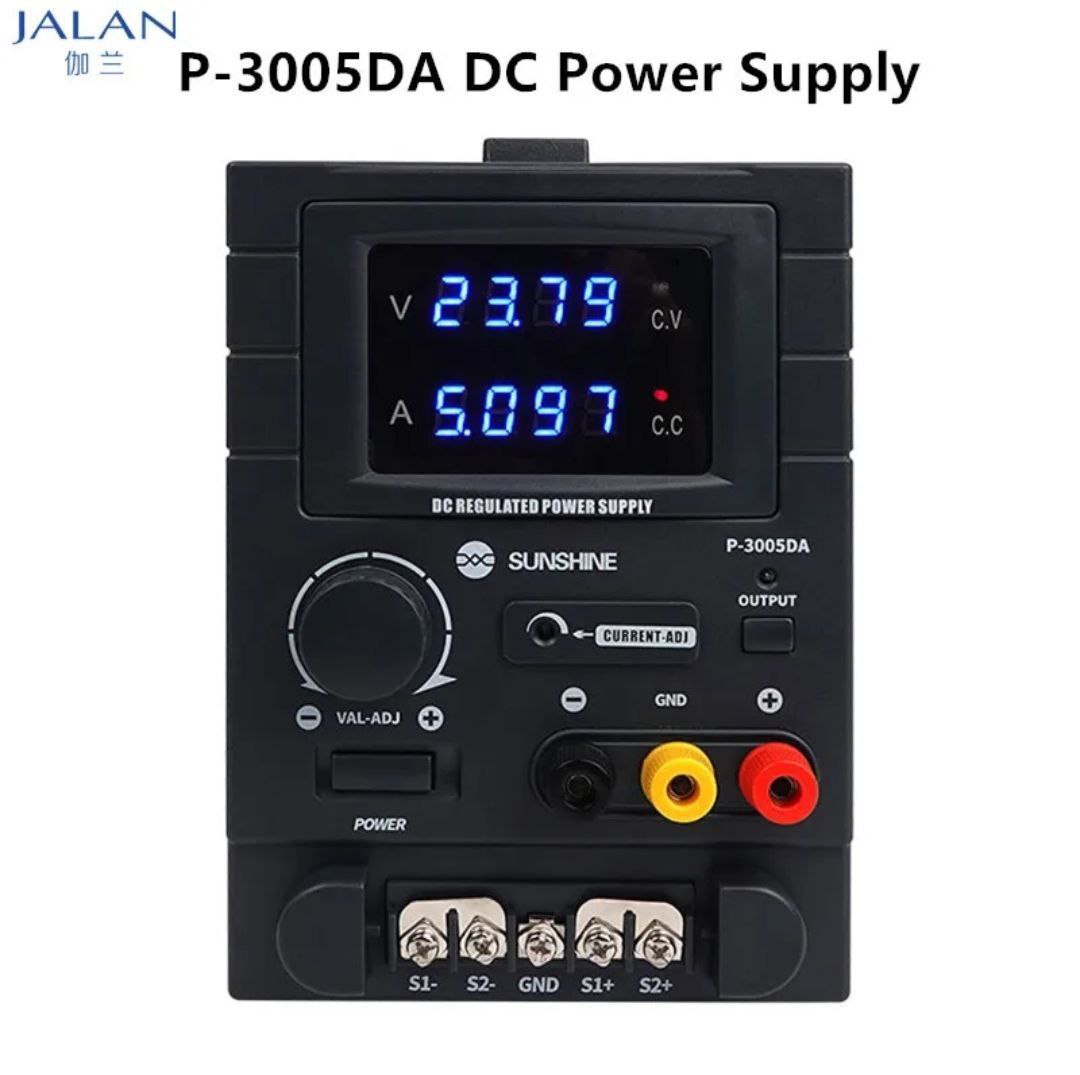 JALAN
伽兰
P-3005DA DC Power Supply
V 23.79 C.V
A 5.097 C.C
DC REGULATED POWER SUPPLY
SUNSHINE
P-3005DA
OUTPUT
CURRENT-ADJ
- VAL-ADJ +
- GND +
POWER
S1- S2- GND S1+ S2+